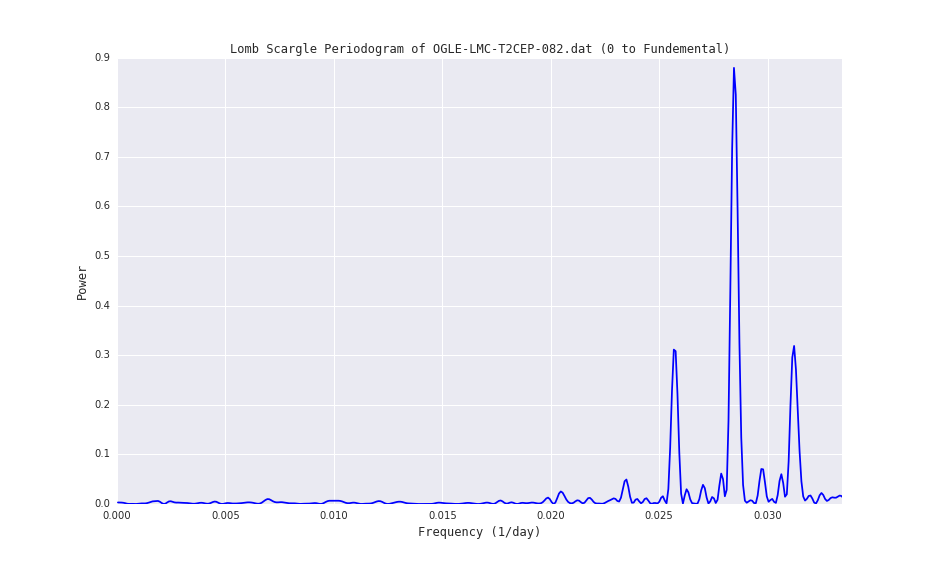 Lomb Scargle Periodogram of OGLE-LMC-T2CEP-082.dat (0 to Fundemental)
0.9
0.8
0.7
0.6
0.5
0.4
0.3
0.2
0.1
0.0
Power
0.000 0.005 0.010 0.015 0.020 0.025 0.030
Frequency (1/day)